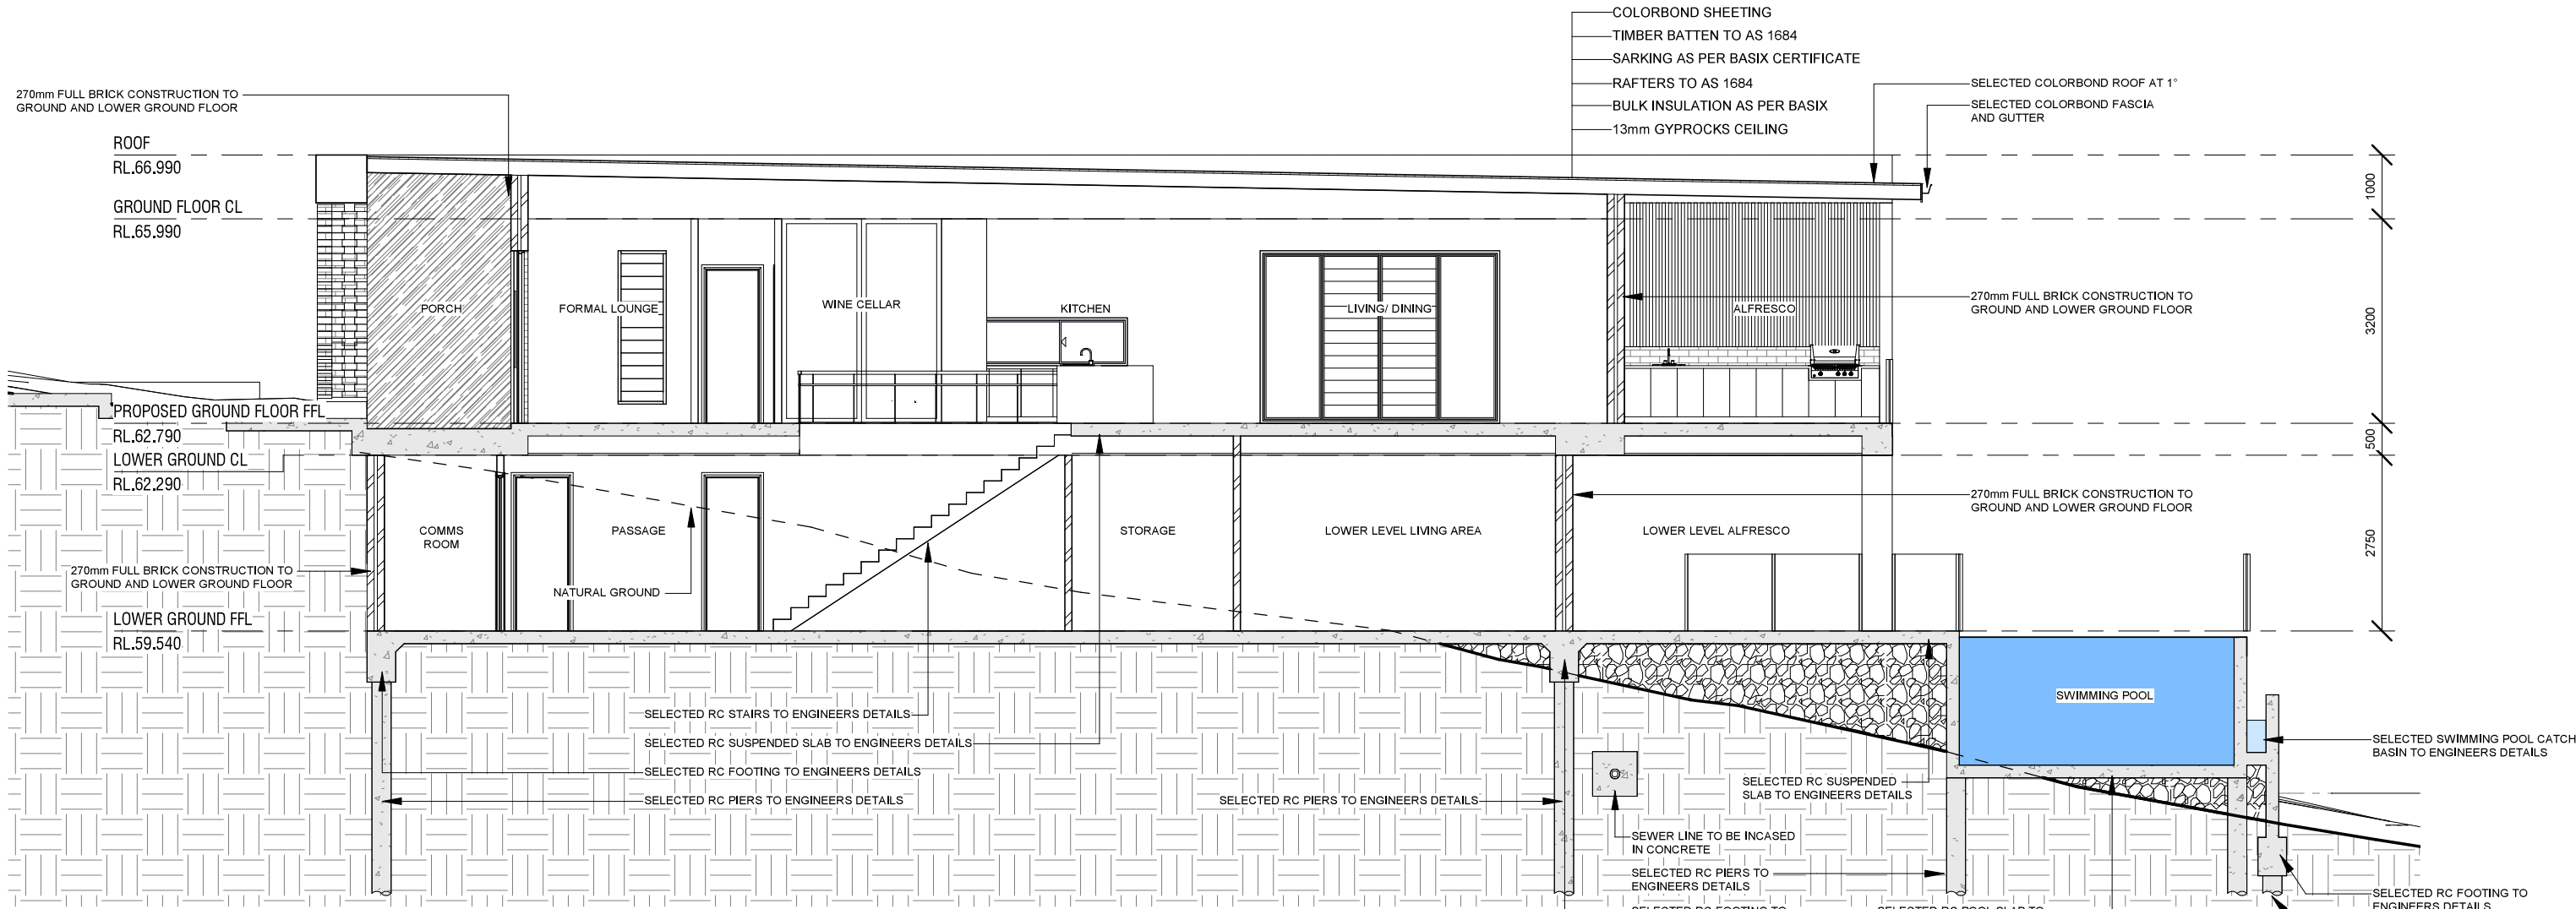 COLORBOND SHEETING
TIMBER BATTEN TO AS 1684
SARKING AS PER BASIX CERTIFICATE
RAFTERS TO AS 1684
BULK INSULATION AS PER BASIX
13mm GYPROCKS CEILING
SELECTED COLORBOND ROOF AT 1°
SELECTED COLORBOND FASCIA
AND GUTTER
270mm FULL BRICK CONSTRUCTION TO
GROUND AND LOWER GROUND FLOOR
ROOF
RL.66.990
GROUND FLOOR CL
RL.65.990
1000
PORCH
FORMAL LOUNGE
WINE CELLAR
KITCHEN
LIVING/ DINING
ALFRESCO
270mm FULL BRICK CONSTRUCTION TO
GROUND AND LOWER GROUND FLOOR
3200
PROPOSED GROUND FLOOR FFL
RL.62.790
LOWER GROUND CL
RL.62.290
500
270mm FULL BRICK CONSTRUCTION TO
GROUND AND LOWER GROUND FLOOR
COMMS
ROOM
PASSAGE
STORAGE
LOWER LEVEL LIVING AREA
LOWER LEVEL ALFRESCO
2750
270mm FULL BRICK CONSTRUCTION TO
GROUND AND LOWER GROUND FLOOR
NATURAL GROUND
LOWER GROUND FFL
RL.59.540
SWIMMING POOL
SELECTED RC STAIRS TO ENGINEERS DETAILS
SELECTED RC SUSPENDED SLAB TO ENGINEERS DETAILS
SELECTED RC FOOTING TO ENGINEERS DETAILS
SELECTED RC PIERS TO ENGINEERS DETAILS
SELECTED RC PIERS TO ENGINEERS DETAILS
SELECTED RC SUSPENDED
SLAB TO ENGINEERS DETAILS
SELECTED SWIMMING POOL CATCH
BASIN TO ENGINEERS DETAILS
SEWER LINE TO BE INCASED
IN CONCRETE
SELECTED RC PIERS TO
ENGINEERS DETAILS
SELECTED RC FOOTING TO
SELECTED RC POOL SLAB TO
SELECTED RC FOOTING TO
ENGINEERS DETAILS